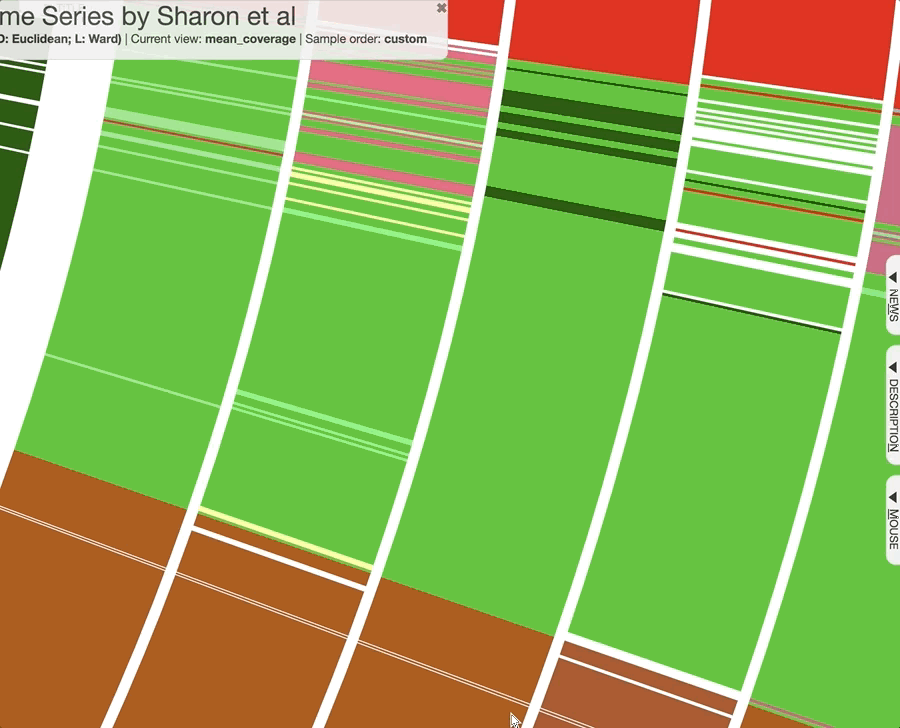 me Series by Sharon et al
D: Euclidean; L: Ward) | Current view: mean_coverage | Sample order: custom
NEWS
DESCRIPTION
MOUSE